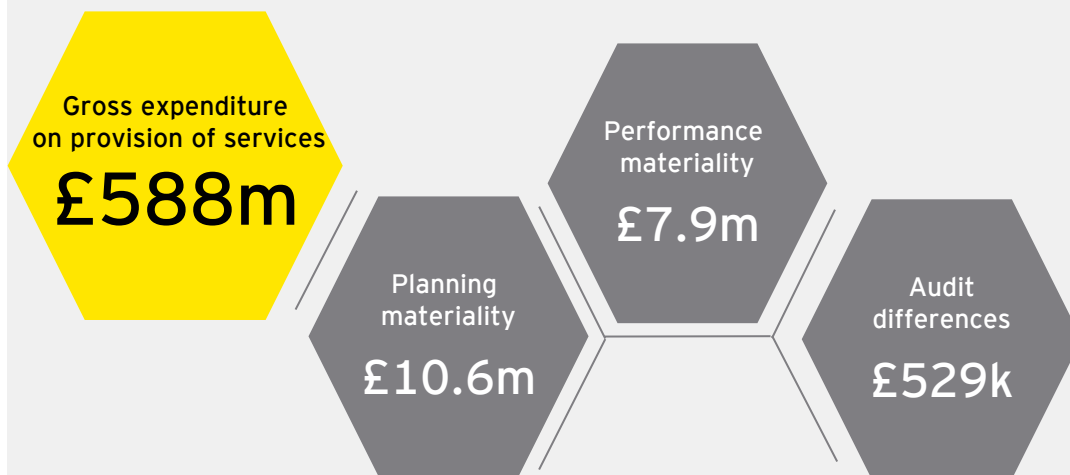 Gross expenditure
on provision of services
£588m
Planning
materiality
£10.6m
Performance
materiality
£7.9m
Audit
differences
£529k